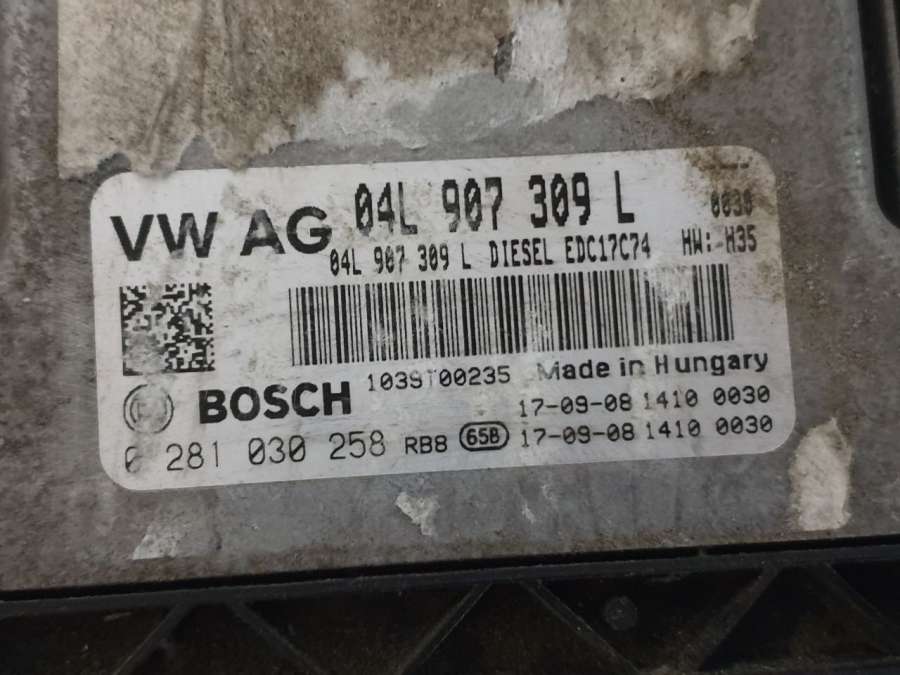 VW AG 04L 907 309 L 0030
04L 907 309 L DIESEL EDC17C74 HW: H35
1039T00235 Made in Hungary
BOSCH 17-09-08 1410 0030
0 281 030 258 RB8 65B 17-09-08 1410 0030